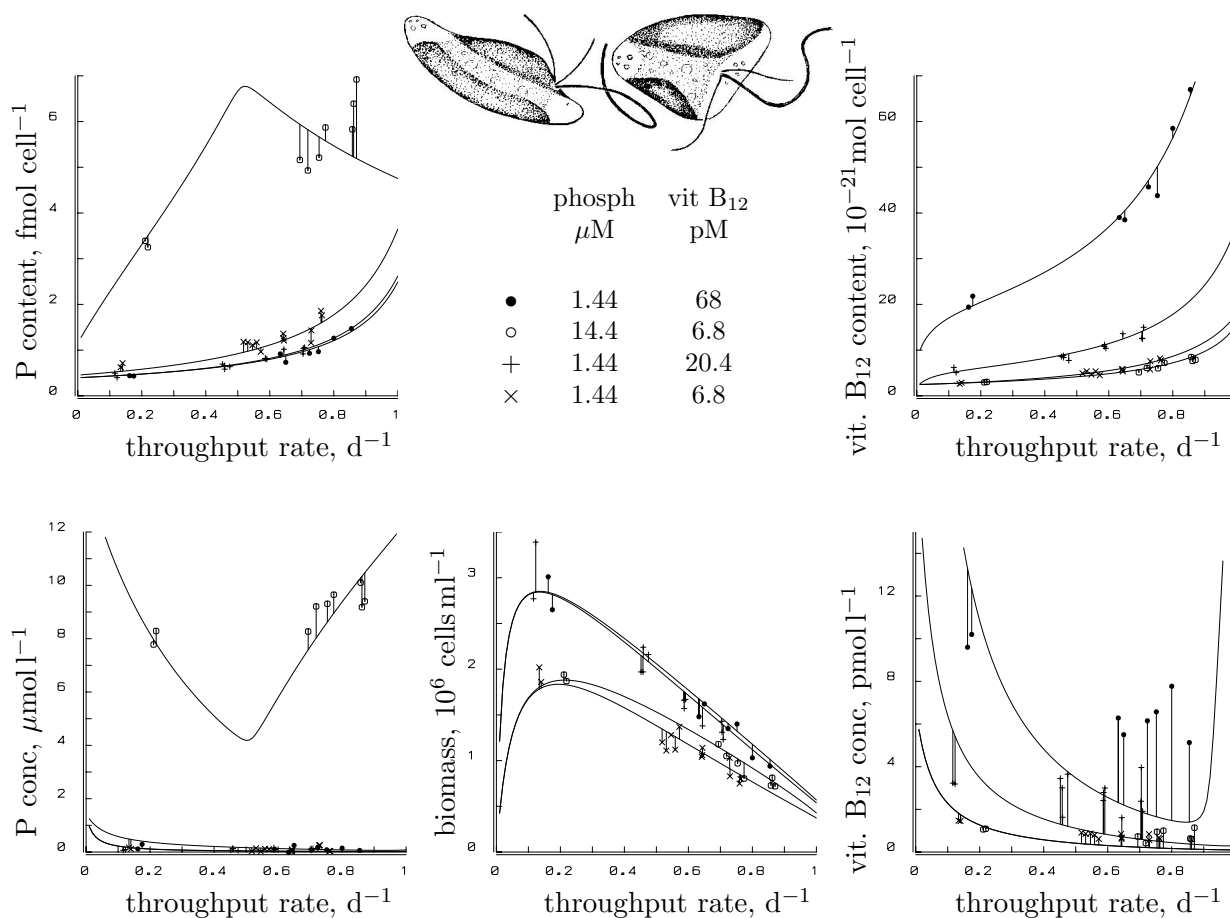 P content, fmol cell⁻¹
6
4
2
0
0.2 0.4 0.6 0.8 1
throughput rate, d⁻¹
phosph vit B₁₂
μM pM
● 1.44 68
○ 14.4 6.8
+ 1.44 20.4
× 1.44 6.8
vit. B₁₂ content, 10⁻²¹mol cell⁻¹
60
40
20
0
0.2 0.4 0.6 0.8
throughput rate, d⁻¹
P conc, μmol l⁻¹
12
10
8
6
4
2
0
0 0.2 0.4 0.6 0.8 1
throughput rate, d⁻¹
biomass, 10⁶ cells ml⁻¹
3
2
1
0
0 0.2 0.4 0.6 0.8 1
throughput rate, d⁻¹
vit. B₁₂ conc, pmol l⁻¹
12
8
4
0
0 0.2 0.4 0.6 0.8
throughput rate, d⁻¹